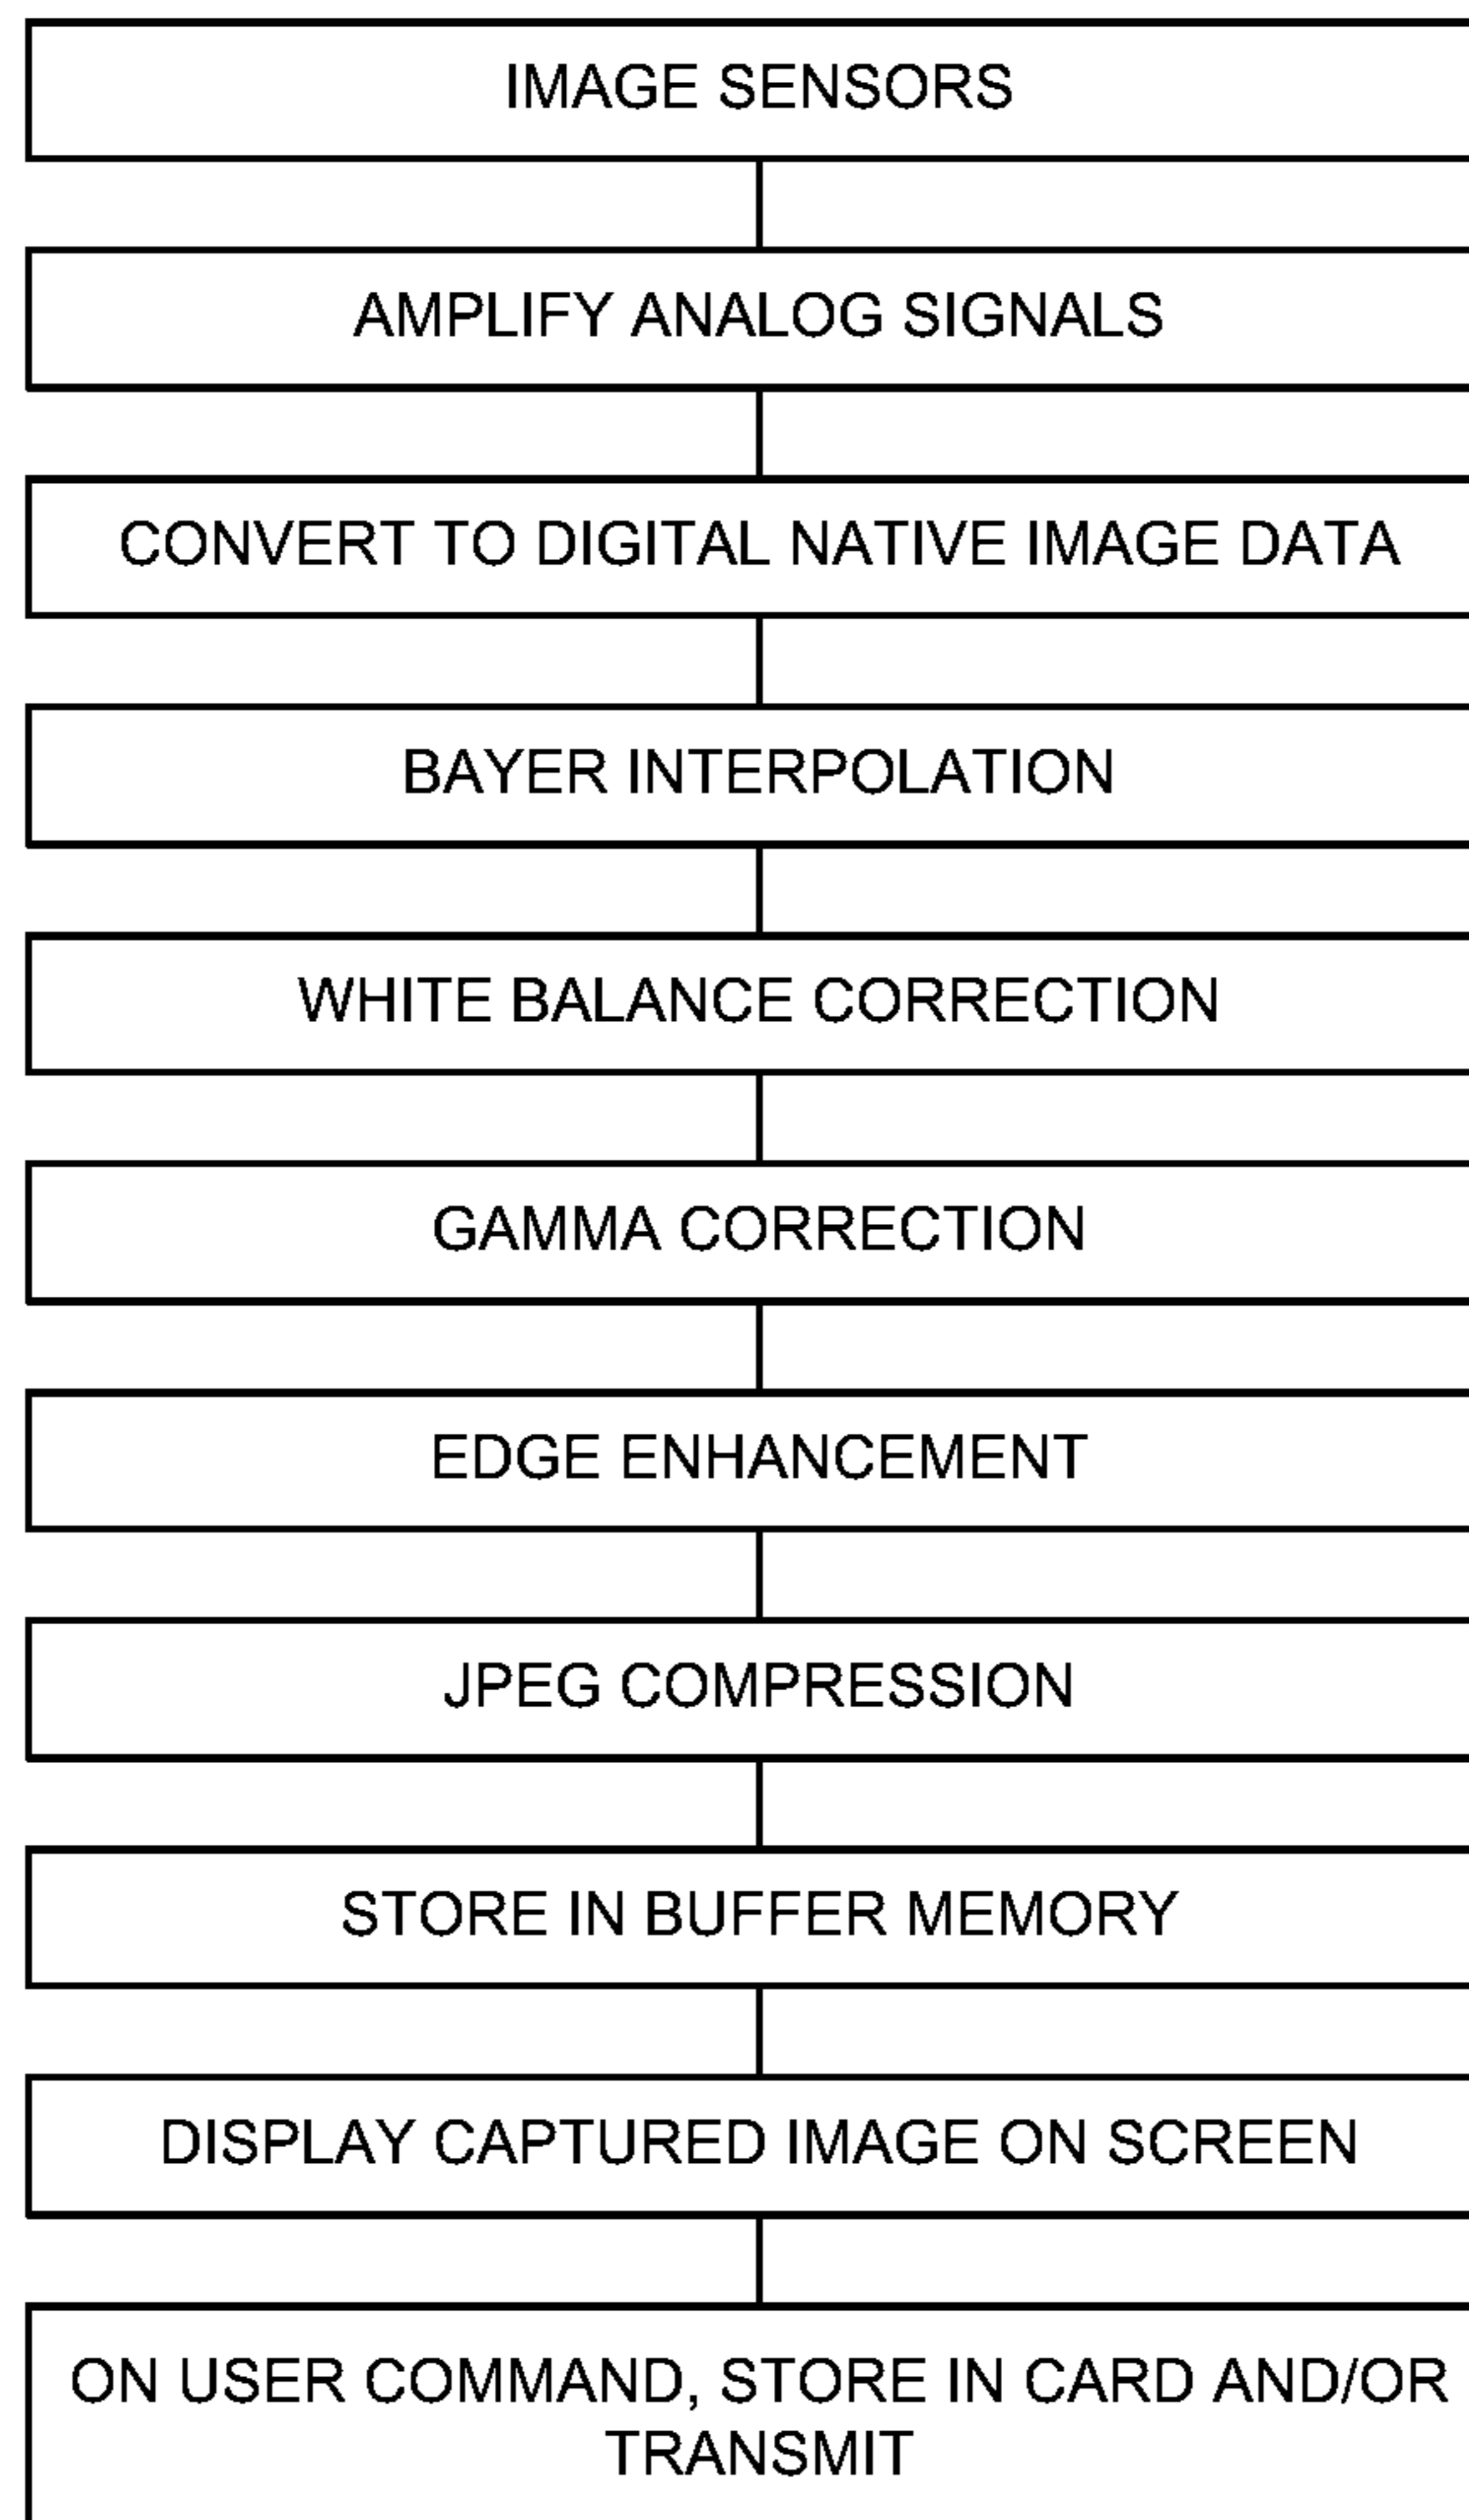 IMAGE SENSORS
AMPLIFY ANALOG SIGNALS
CONVERT TO DIGITAL NATIVE IMAGE DATA
BAYER INTERPOLATION
WHITE BALANCE CORRECTION
GAMMA CORRECTION
EDGE ENHANCEMENT
JPEG COMPRESSION
STORE IN BUFFER MEMORY
DISPLAY CAPTURED IMAGE ON SCREEN
ON USER COMMAND, STORE IN CARD AND/OR
TRANSMIT